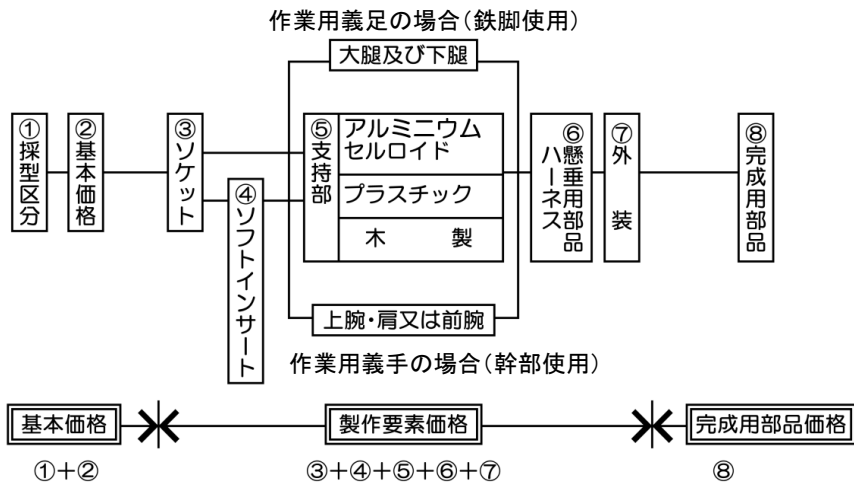 作業用義足の場合(鉄脚使用)
大腿及び下腿
①採型区分
②基本価格
③ソケット
④ソフトインサート
⑤支持部
アルミニウム
セルロイド
プラスチック
木 製
⑥懸垂用部品
ハーネス
⑦外 装
⑧完成用部品
上腕・肩又は前腕
作業用義手の場合(幹部使用)
基本価格
製作要素価格
完成用部品価格
①+②
③+④+⑤+⑥+⑦
⑧